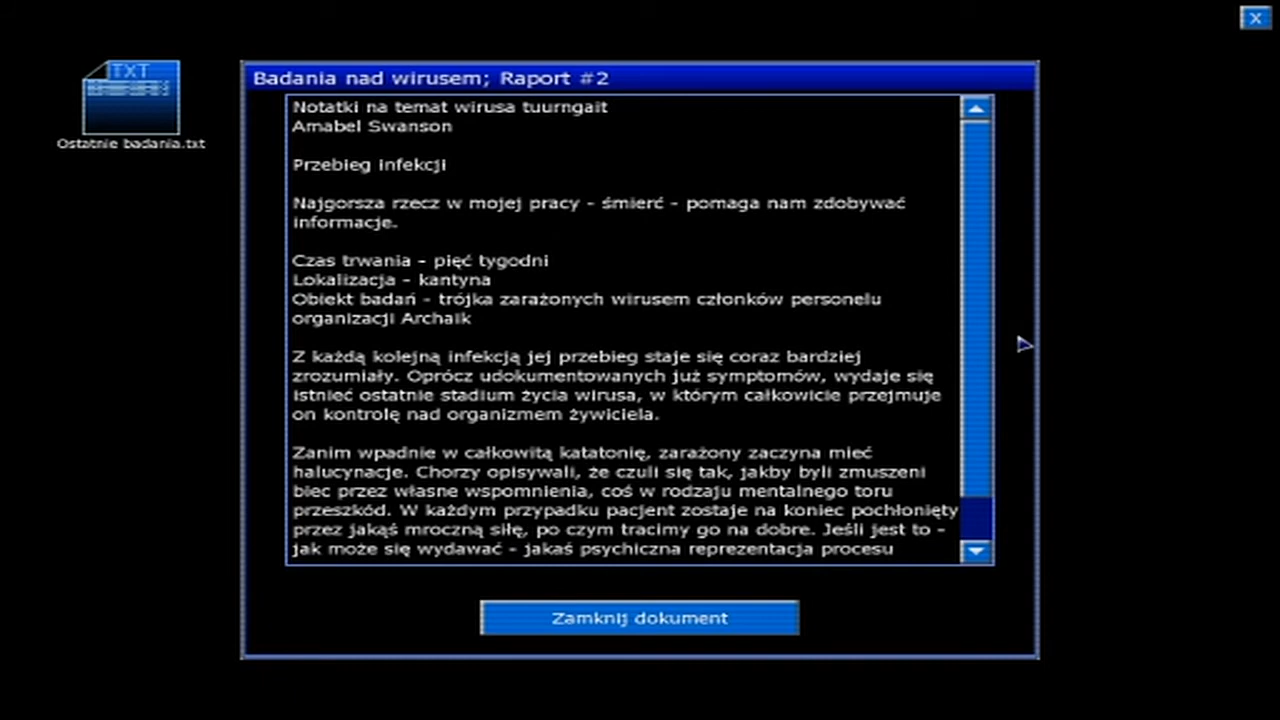 X
TXT
Ostatnie badania.txt
Badania nad wirusem; Raport #2
Notatki na temat wirusa tuurngait
Amabel Swanson
Przebieg infekcji
Najgorsza rzecz w mojej pracy - śmierć - pomaga nam zdobywać
informacje.
Czas trwania - pięć tygodni
Lokalizacja - kantyna
Obiekt badań - trójka zarażonych wirusem członków personelu
organizacji Archaik
Z każdą kolejną infekcją jej przebieg staje się coraz bardziej
zrozumiały. Oprócz udokumentowanych już symptomów, wydaje się
istnieć ostatnie stadium życia wirusa, w którym całkowicie przejmuje
on kontrolę nad organizmem żywiciela.
Zanim wpadnie w całkowitą katatonię, zarażony zaczyna mieć
halucynacje. Chorzy opisywali, że czuli się tak, jakby byli zmuszeni
biec przez własne wspomnienia, coś w rodzaju mentalnego toru
przeszkód. W każdym przypadku pacjent zostaje na koniec pochłonięty
przez jakąś mroczną siłę, po czym tracimy go na dobre. Jeśli jest to -
jak może się wydawać - jakaś psychiczna reprezentacja procesu
Zamknij dokument